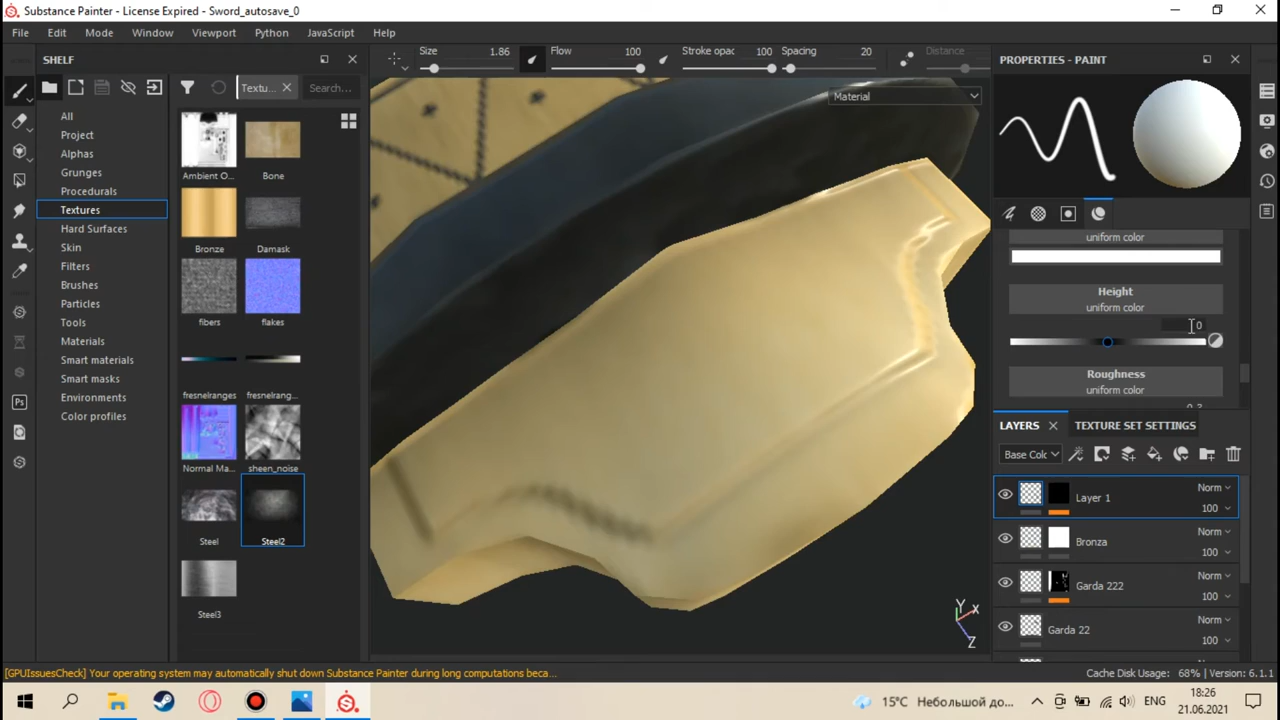 Substance Painter - License Expired - Sword_autosave_0
File Edit Mode Window Viewport Python JavaScript Help
SHELF
Size 1.86 Flow 100 Stroke opac 100 Spacing 20 Distance
PROPERTIES - PAINT
Textu... Search...
Material
All
Project
Alphas
Grunges
Procedurals
Textures
Hard Surfaces
Skin
Filters
Brushes
Particles
Tools
Materials
Smart materials
Smart masks
Environments
Color profiles
Ambient O... Bone
Bronze Damask
fibers flakes
fresnelranges fresnelrang...
Normal Ma... sheen_noise
Steel Steel2
Steel3
uniform color
Height
uniform color
0
Roughness
uniform color
0.3
LAYERS TEXTURE SET SETTINGS
Base Colc
Layer 1 Norm 100
Bronza Norm 100
Garda 222 Norm 100
Garda 22 Norm 100
Y X
Z
Ps
[GPUIssuesCheck] Your operating system may automatically shut down Substance Painter during long computations beca...
Cache Disk Usage: 68% | Version: 6.1.1
15°C Небольшой до... ENG 18:26
21.06.2021